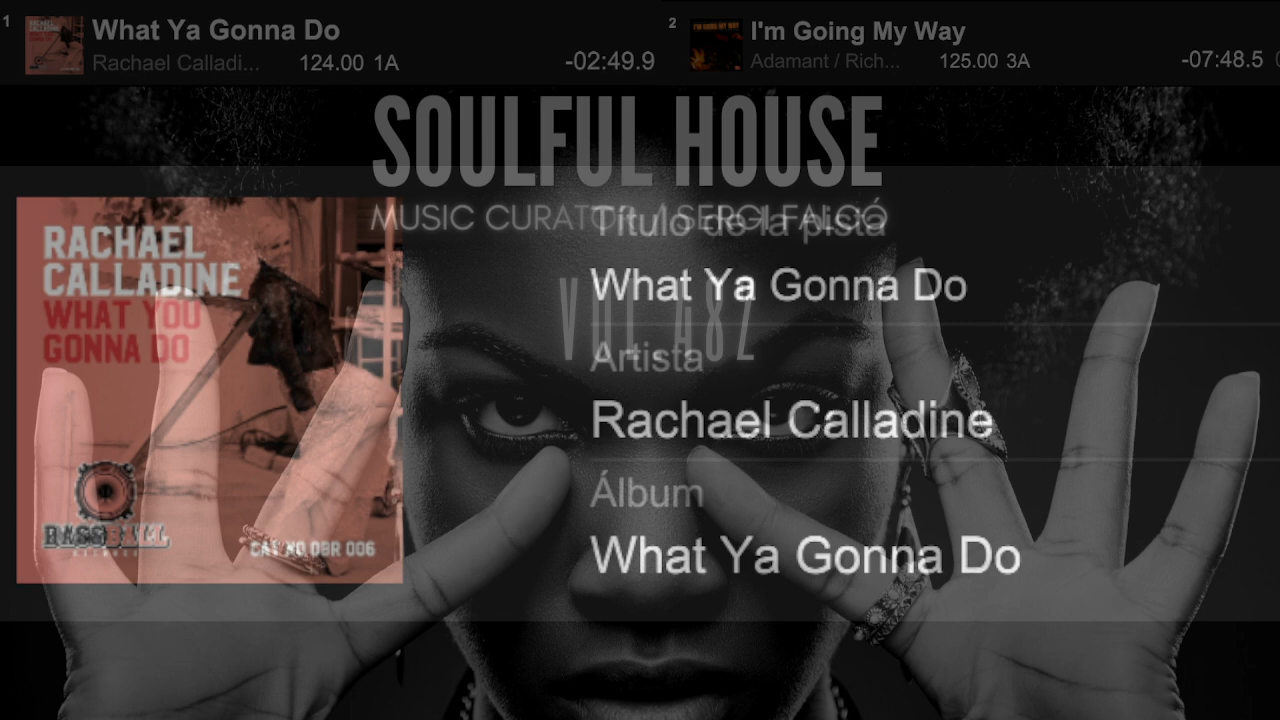 1
What Ya Gonna Do
Rachael Calladi...
124.00 1A
-02:49.9
2
I'm Going My Way
Adamant / Rich...
125.00 3A
-07:48.5
SOULFUL HOUSE
MUSIC CURATOR / SERGI FALCÓ
Título de la pista
What Ya Gonna Do
VOL.482
Artista
Rachael Calladine
Álbum
What Ya Gonna Do
RACHAEL
CALLADINE
WHAT YOU
GONNA DO
BASSBALL
CAT NO OBR 006